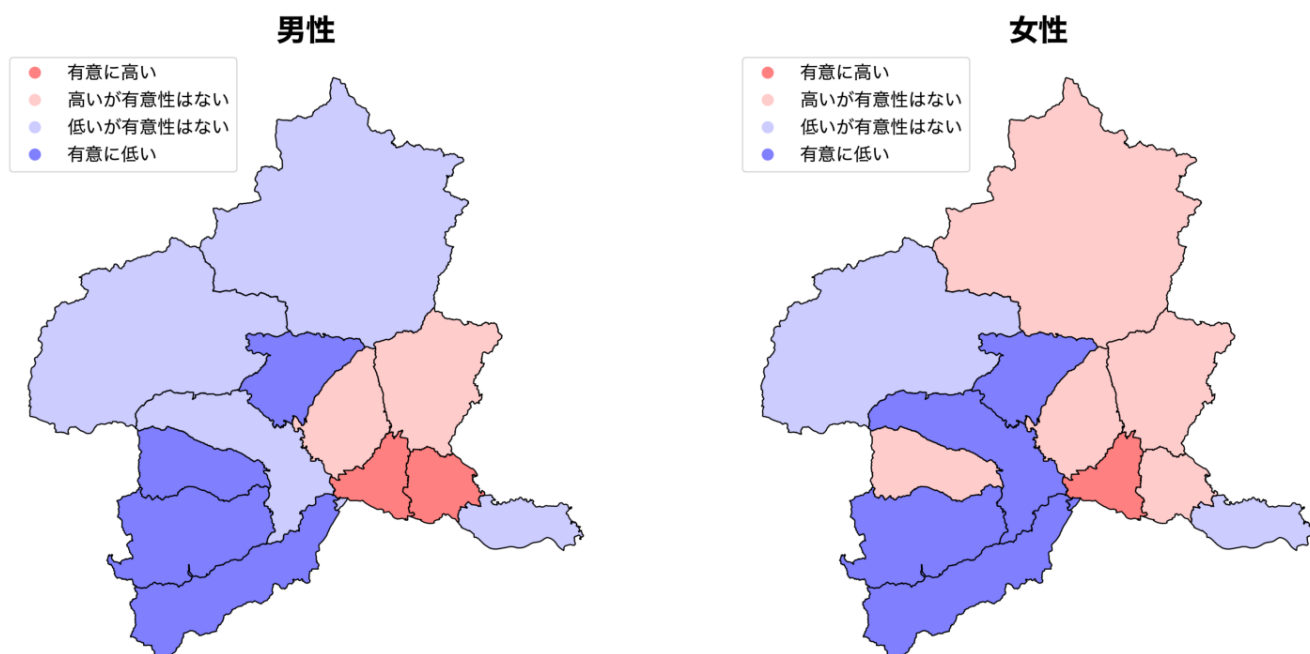 男性
有意に高い
高いが有意性はない
低いが有意性はない
有意に低い
女性
有意に高い
高いが有意性はない
低いが有意性はない
有意に低い